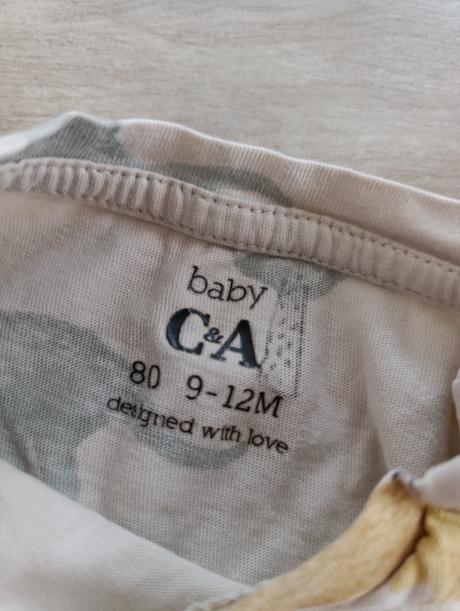 baby
C&A
80 9-12M
designed with love